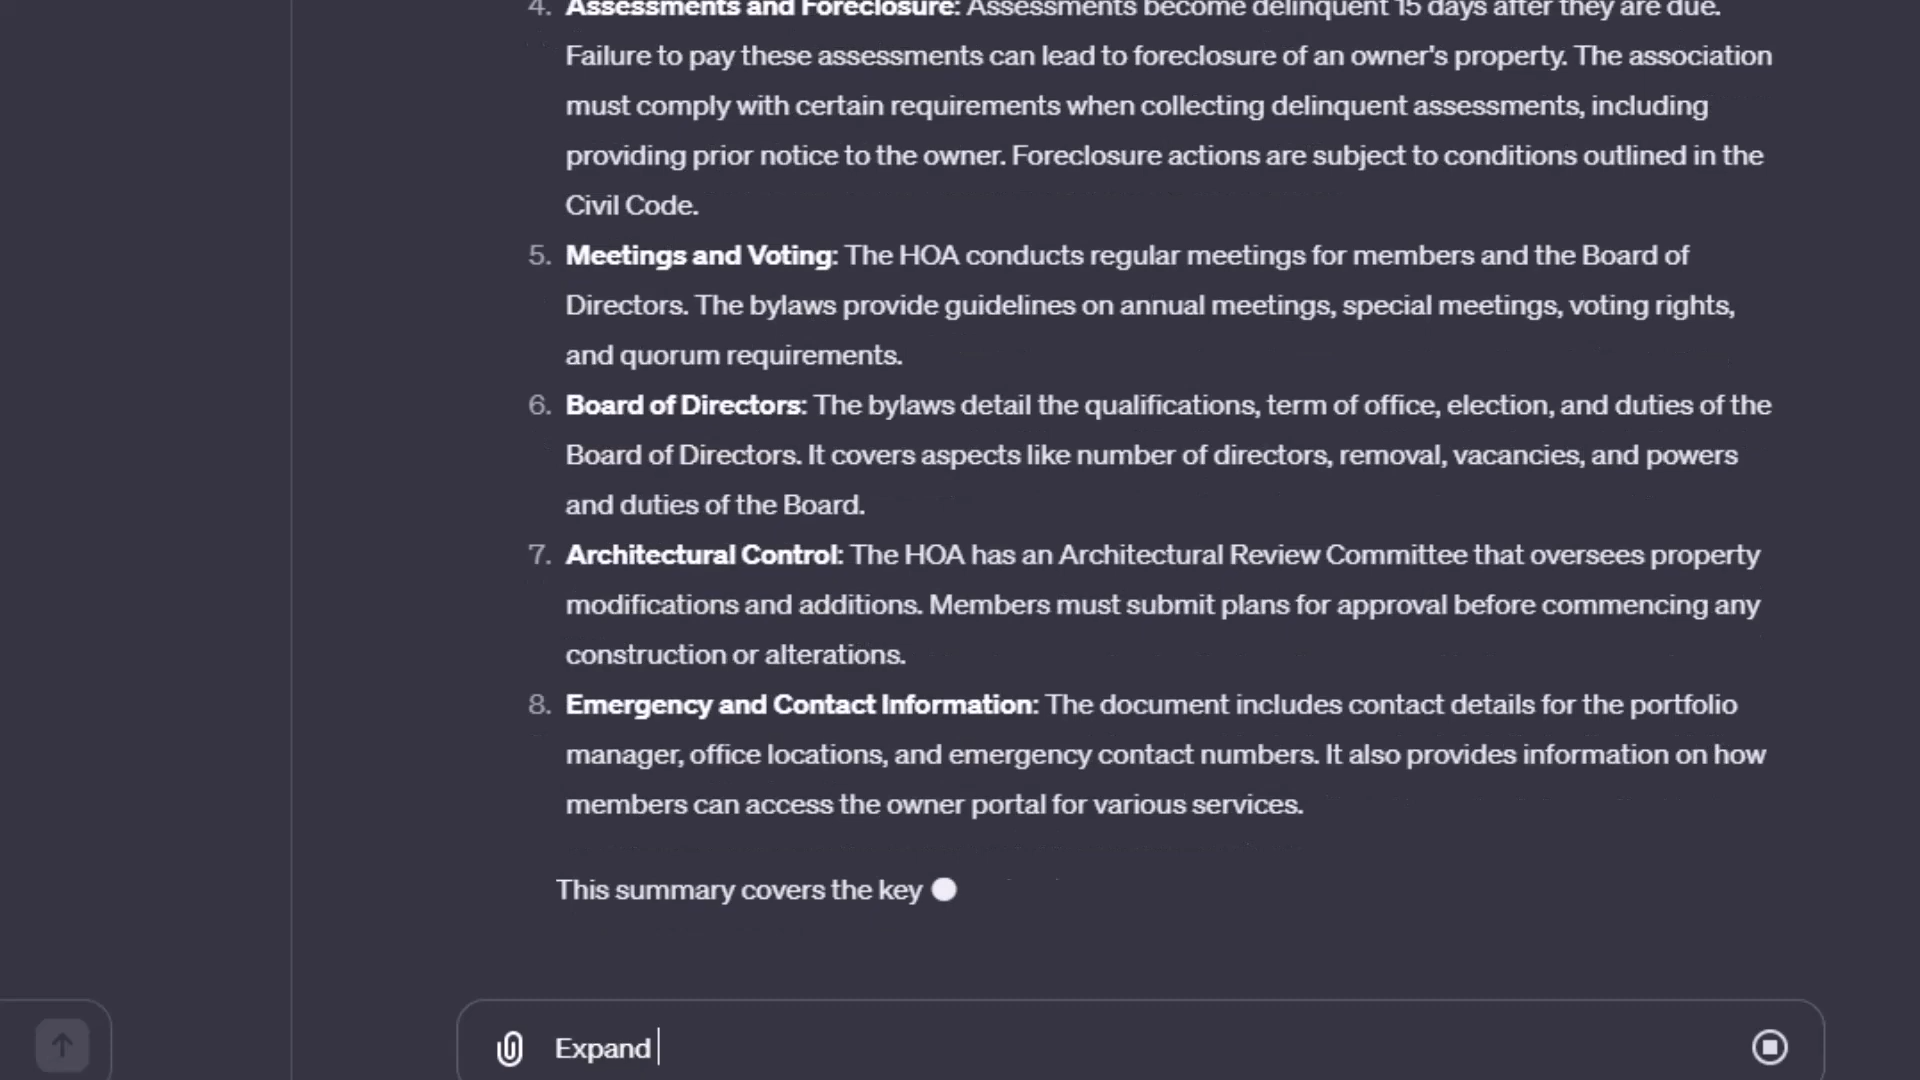 4. Assessments and Foreclosure: Assessments become delinquent 15 days after they are due.
Failure to pay these assessments can lead to foreclosure of an owner's property. The association
must comply with certain requirements when collecting delinquent assessments, including
providing prior notice to the owner. Foreclosure actions are subject to conditions outlined in the
Civil Code.
5. Meetings and Voting: The HOA conducts regular meetings for members and the Board of
Directors. The bylaws provide guidelines on annual meetings, special meetings, voting rights,
and quorum requirements.
6. Board of Directors: The bylaws detail the qualifications, term of office, election, and duties of the
Board of Directors. It covers aspects like number of directors, removal, vacancies, and powers
and duties of the Board.
7. Architectural Control: The HOA has an Architectural Review Committee that oversees property
modifications and additions. Members must submit plans for approval before commencing any
construction or alterations.
8. Emergency and Contact Information: The document includes contact details for the portfolio
manager, office locations, and emergency contact numbers. It also provides information on how
members can access the owner portal for various services.
This summary covers the key
Expand